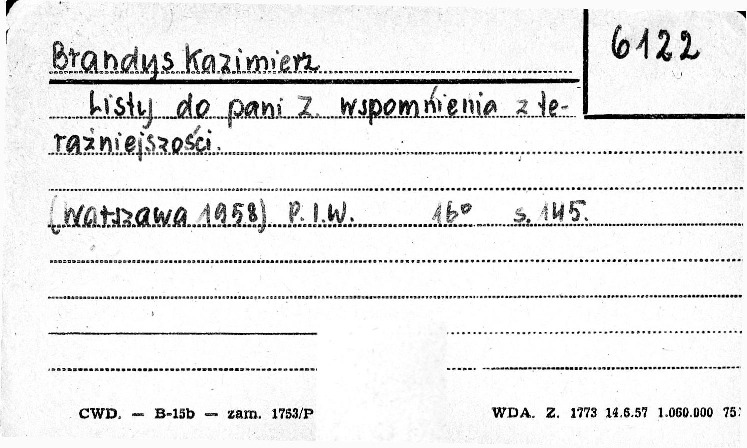 6122
Brandys Kazimierz
Listy do pani Z. wspomnienia z te-
raźniejszości.
(Warszawa 1958) P.I.W. 16° s. 145.
CWD. — B-15b — zam. 1753/P WDA. Z. 1773 14.6.57 1.060.000